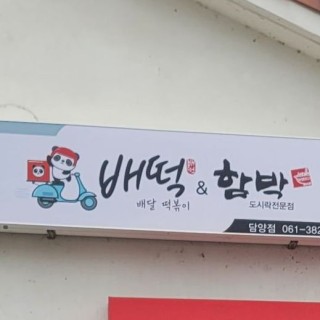 배떡 & 함박
배달 떡볶이 도시락전문점
담양점 061-382